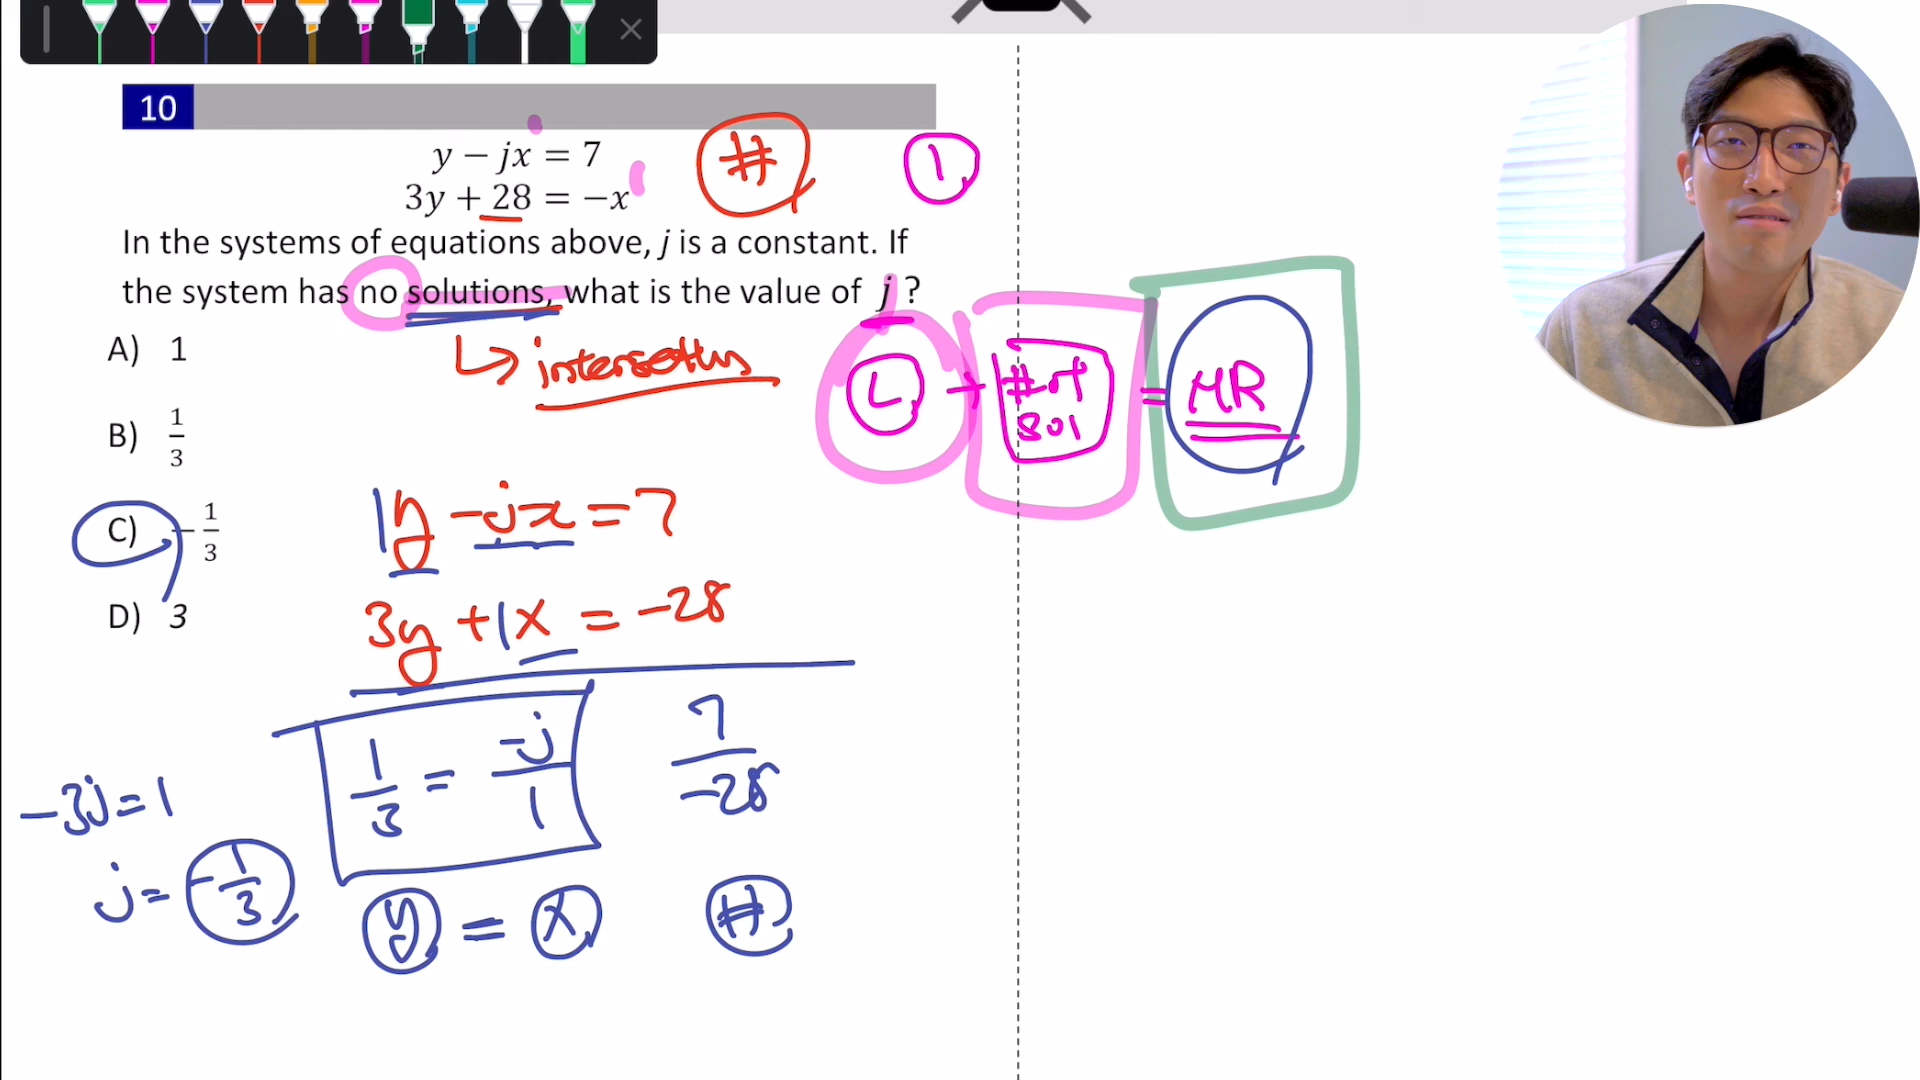 10
y − jx = 7
#
1
3y + 28 = −x
In the systems of equations above, j is a constant. If
the system has no solutions, what is the value of j ?
A) 1
B) 1/3
C) −1/3
D) 3
L + # of sol = MR
1y − jx = 7
3y + 1x = −28
1/3 = −j/1
7/−28
−3j = 1
j = −1/3
y = x
#